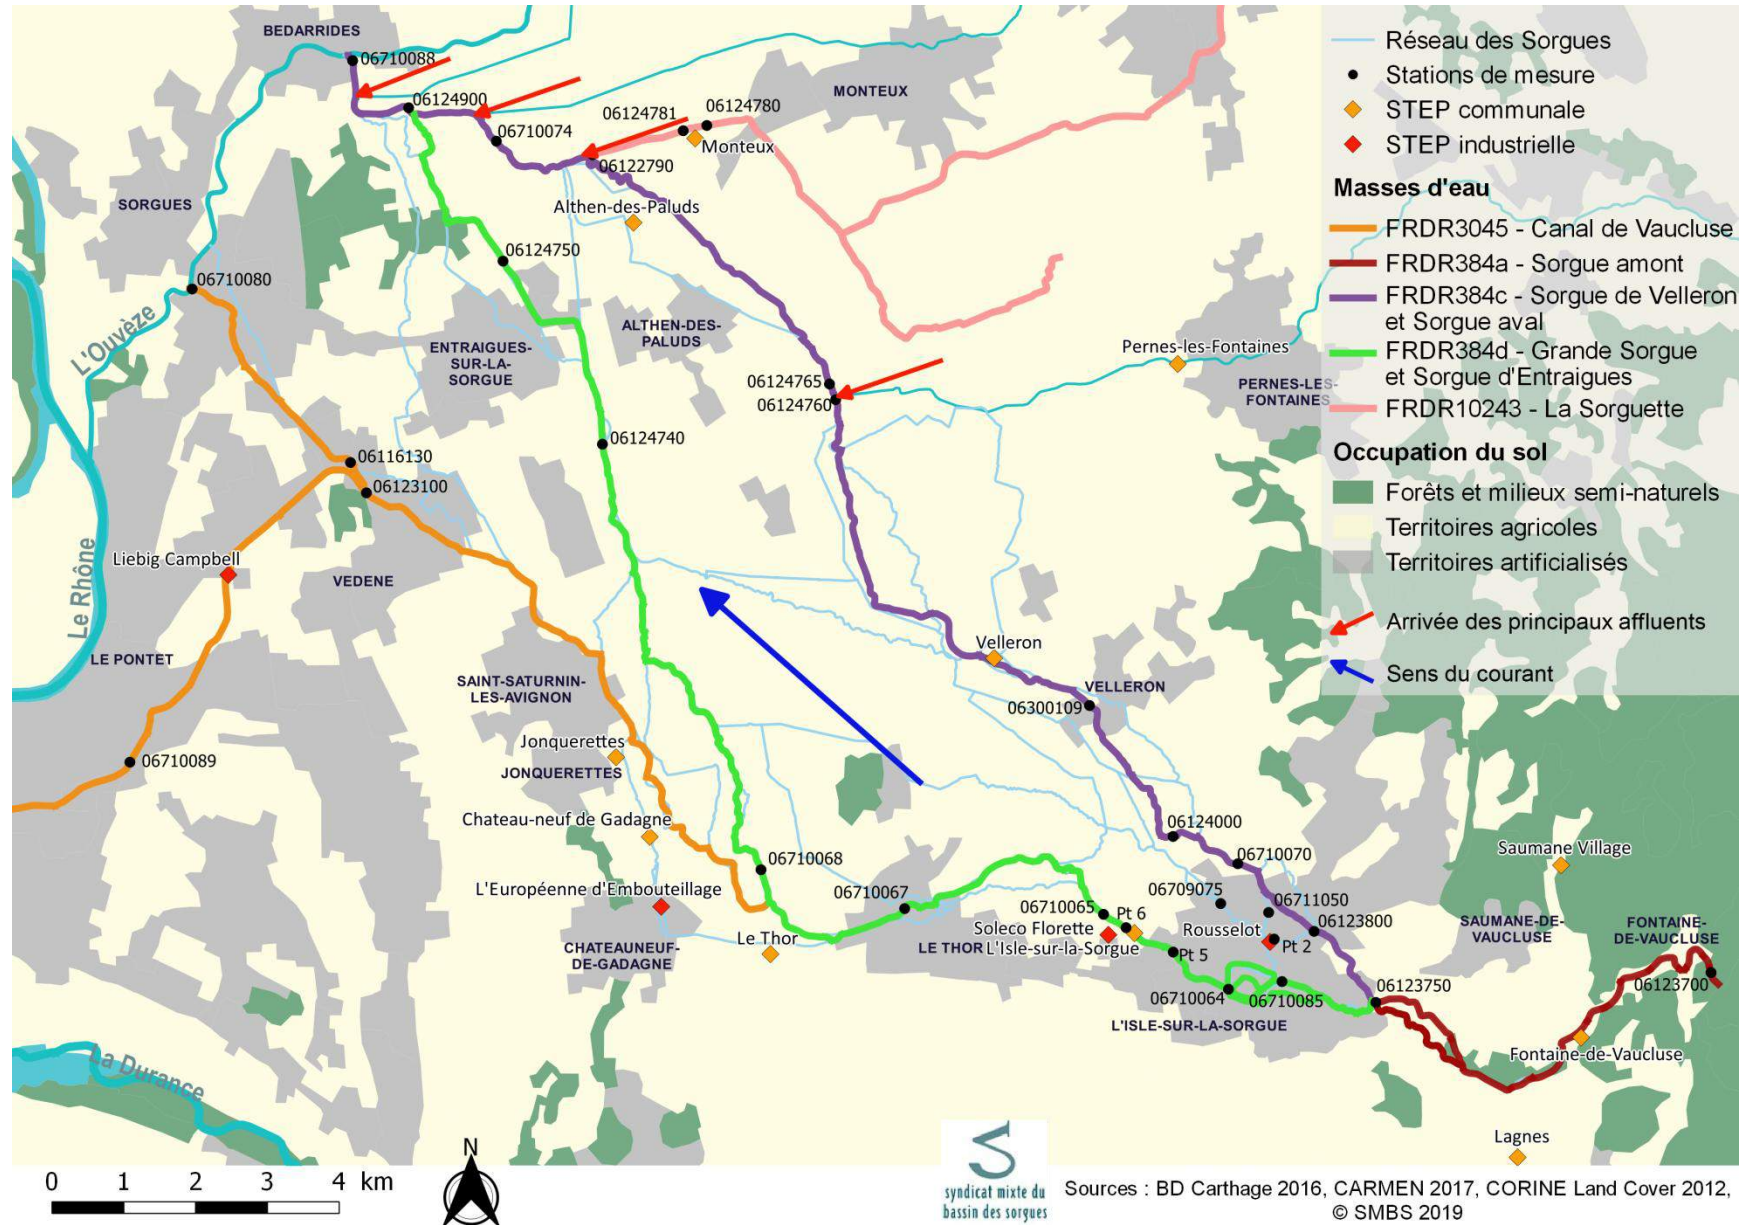 BEDARRIDES
06710088
06124900
06710074
06124781
06124780
Monteux
MONTEUX
06122790
Althen-des-Paluds
SORGUES
06124750
06710080
L'Ouvèze
ENTRAIGUES-
SUR-LA-
SORGUE
ALTHEN-DES-
PALUDS
06124765
06124760
Pernes-les-Fontaines
PERNES-LES-
FONTAINES
06124740
06116130
06123100
Liebig Campbell
VEDENE
Le Rhône
LE PONTET
SAINT-SATURNIN-
LES-AVIGNON
Velleron
VELLERON
06300109
06710089
Jonquerettes
JONQUERETTES
Chateau-neuf de Gadagne
06710068
L'Européenne d'Embouteillage
CHATEAUNEUF-
DE-GADAGNE
Le Thor
06710067
LE THOR
06124000
06710070
06709075
06711050
06710065
Pt 6
Soleco Florette
L'Isle-sur-la-Sorgue
Rousselot
06123800
Pt 2
Pt 5
06710064
06710085
06123750
L'ISLE-SUR-LA-SORGUE
Saumane Village
SAUMANE-DE-
VAUCLUSE
FONTAINE-
DE-VAUCLUSE
06123700
Fontaine-de-Vaucluse
Lagnes
La Durance
Réseau des Sorgues
Stations de mesure
STEP communale
STEP industrielle
Masses d'eau
FRDR3045 - Canal de Vaucluse
FRDR384a - Sorgue amont
FRDR384c - Sorgue de Velleron
et Sorgue aval
FRDR384d - Grande Sorgue
et Sorgue d'Entraigues
FRDR10243 - La Sorguette
Occupation du sol
Forêts et milieux semi-naturels
Territoires agricoles
Territoires artificialisés
Arrivée des principaux affluents
Sens du courant
0 1 2 3 4 km
N
syndicat mixte du
bassin des sorgues
Sources : BD Carthage 2016, CARMEN 2017, CORINE Land Cover 2012,
© SMBS 2019